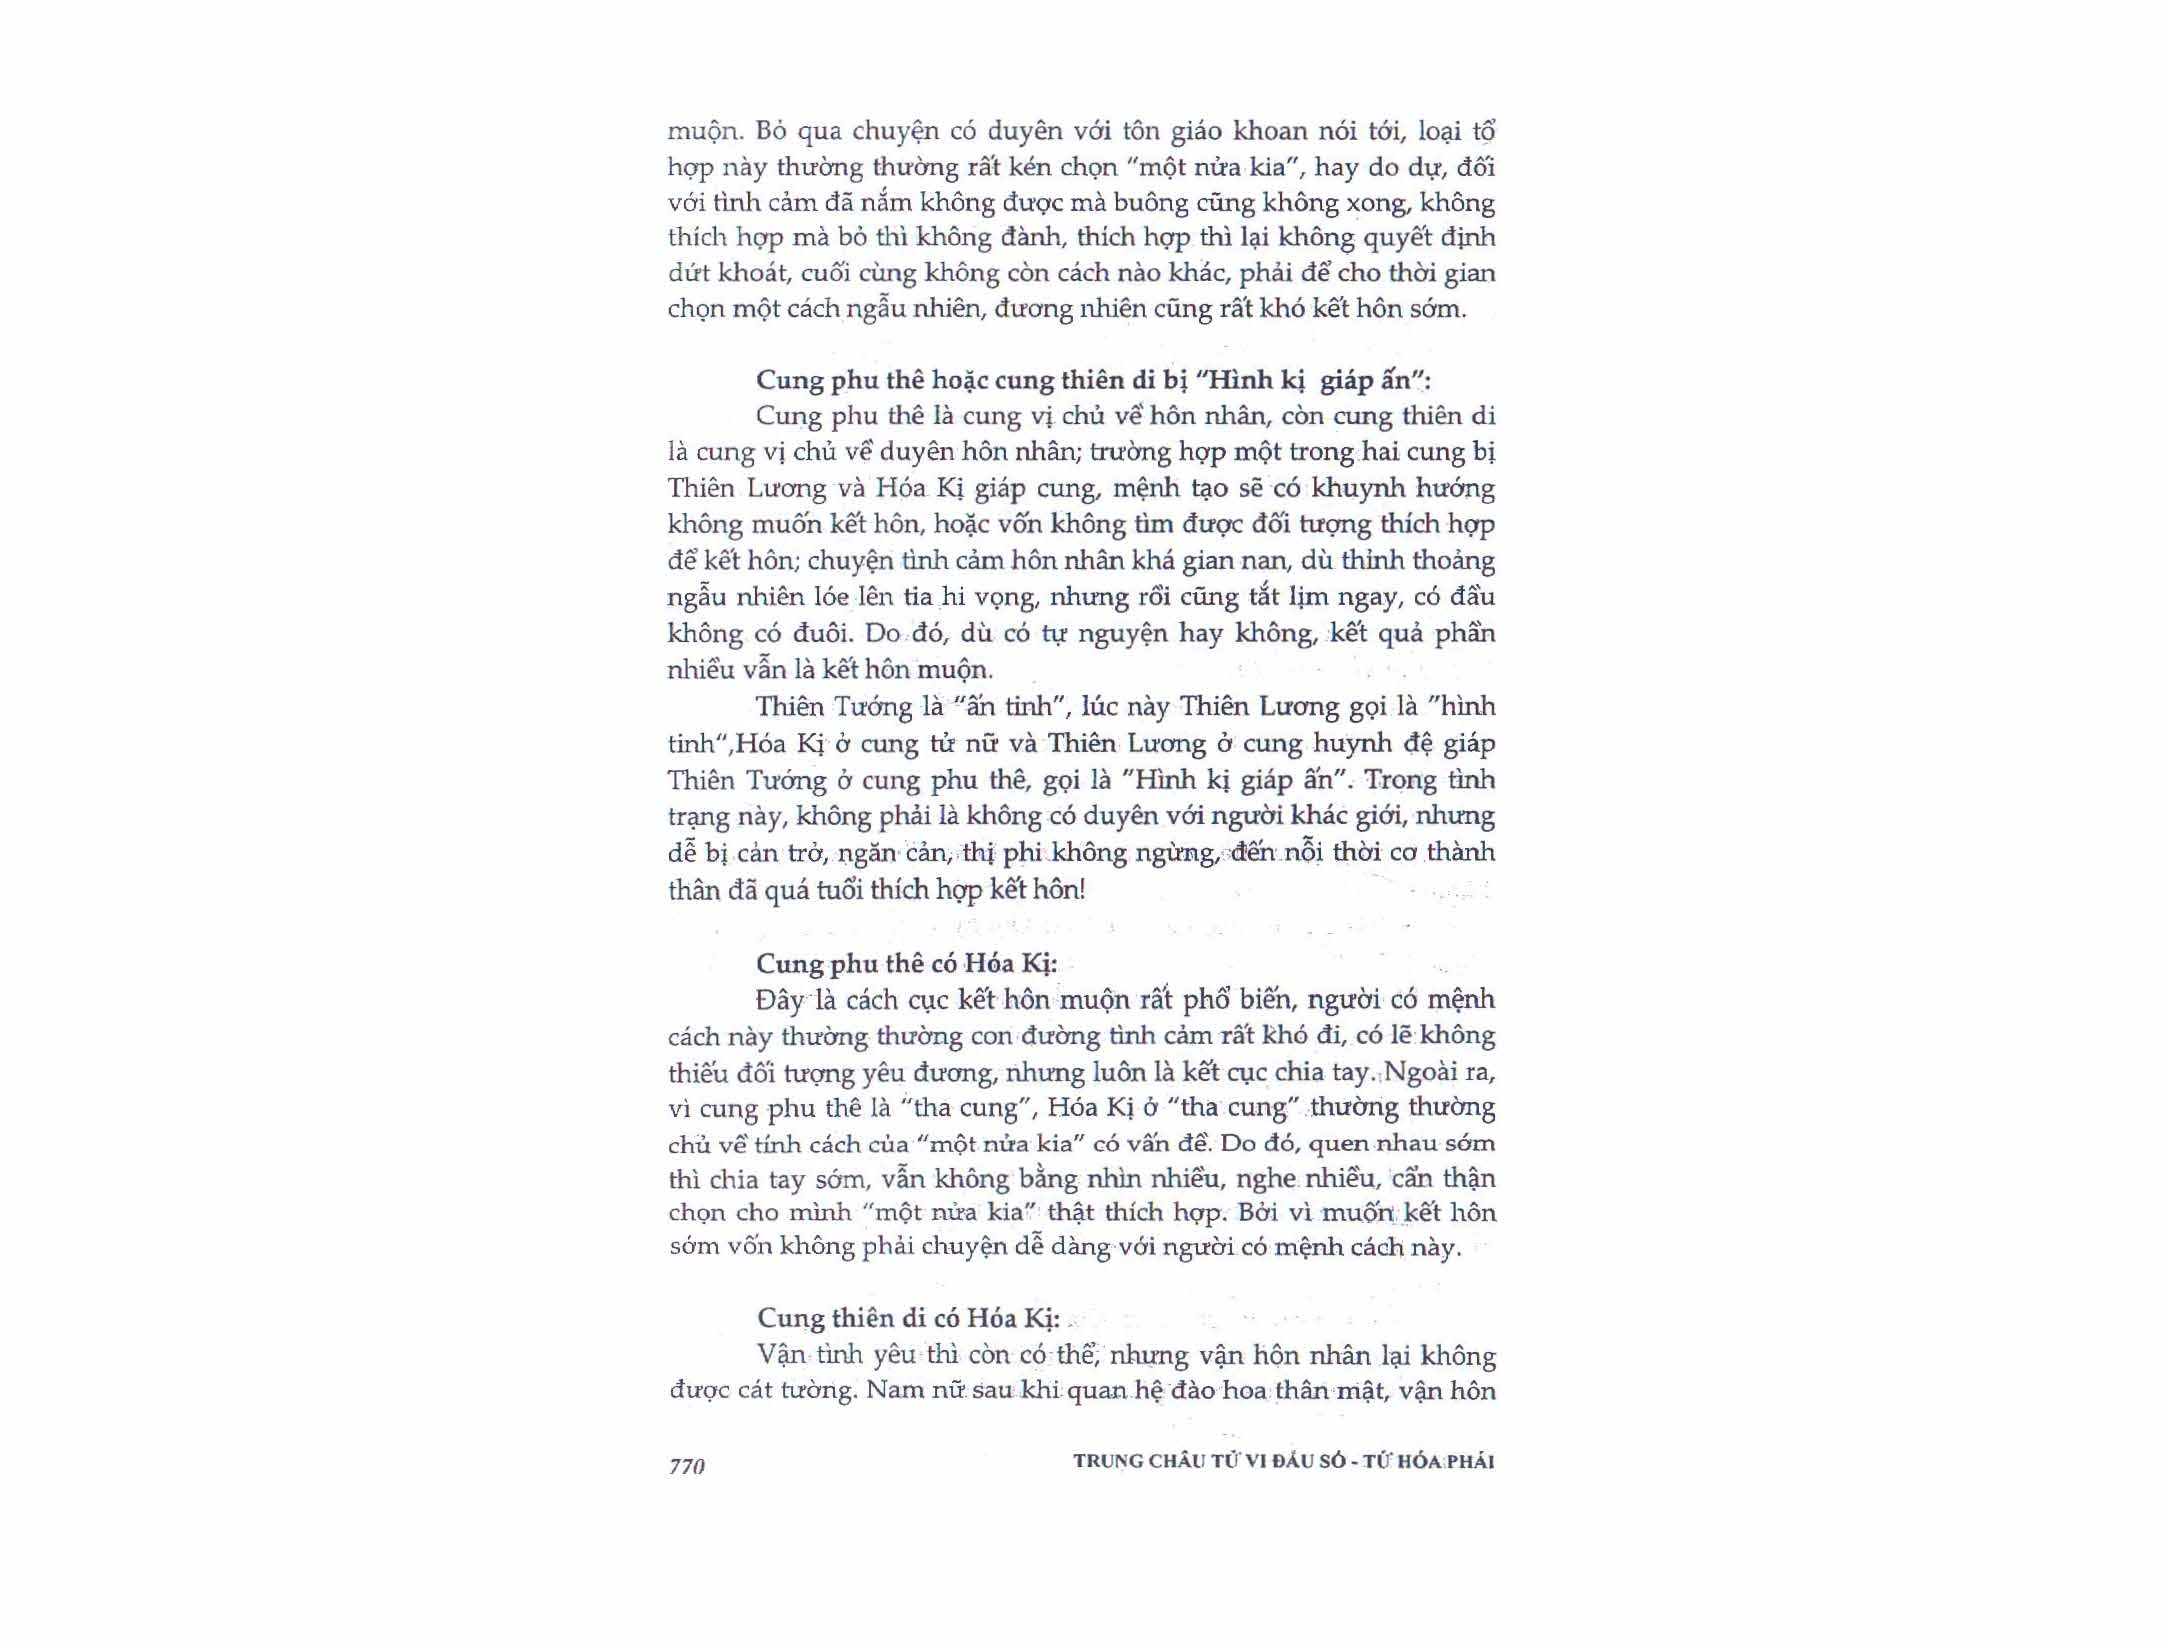 muộn. Bỏ qua chuyện có duyên với tôn giáo khoan nói tới, loại tổ
hợp này thường thường rất kén chọn "một nửa kia", hay do dự, đối
với tình cảm đã nắm không được mà buông cũng không xong, không
thích hợp mà bỏ thì không đành, thích hợp thì lại không quyết định
dứt khoát, cuối cùng không còn cách nào khác, phải để cho thời gian
chọn một cách ngẫu nhiên, đương nhiên cũng rất khó kết hôn sớm.
Cung phu thê hoặc cung thiên di bị "Hình kị giáp ấn":
Cung phu thê là cung vị chủ về hôn nhân, còn cung thiên di
là cung vị chủ về duyên hôn nhân; trường hợp một trong hai cung bị
Thiên Lương và Hóa Kị giáp cung, mệnh tạo sẽ có khuynh hướng
không muốn kết hôn, hoặc vốn không tìm được đối tượng thích hợp
để kết hôn; chuyện tình cảm hôn nhân khá gian nan, dù thỉnh thoảng
ngẫu nhiên lóe lên tia hi vọng, nhưng rồi cũng tắt lịm ngay, có đầu
không có đuôi. Do đó, dù có tự nguyện hay không, kết quả phần
nhiều vẫn là kết hôn muộn.
Thiên Tướng là "ấn tinh", lúc này Thiên Lương gọi là "hình
tinh",Hóa Kị ở cung tử nữ và Thiên Lương ở cung huynh đệ giáp
Thiên Tướng ở cung phu thê, gọi là "Hình kị giáp ấn". Trong tình
trạng này, không phải là không có duyên với người khác giới, nhưng
dễ bị cản trở, ngăn cản, thị phi không ngừng, đến nỗi thời cơ thành
thân đã quá tuổi thích hợp kết hôn!
Cung phu thê có Hóa Kị:
Đây là cách cục kết hôn muộn rất phổ biến, người có mệnh
cách này thường thường con đường tình cảm rất khó đi, có lẽ không
thiếu đối tượng yêu đương, nhưng luôn là kết cục chia tay. Ngoài ra,
vì cung phu thê là "tha cung", Hóa Kị ở "tha cung" thường thường
chủ về tính cách của "một nửa kia" có vấn đề. Do đó, quen nhau sớm
thì chia tay sớm, vẫn không bằng nhìn nhiều, nghe nhiều, cẩn thận
chọn cho mình "một nửa kia" thật thích hợp. Bởi vì muốn kết hôn
sớm vốn không phải chuyện dễ dàng với người có mệnh cách này.
Cung thiên di có Hóa Kị:
Vận tình yêu thì còn có thể, nhưng vận hôn nhân lại không
được cát tường. Nam nữ sau khi quan hệ đào hoa thân mật, vận hôn
770 TRUNG CHÂU TỬ VI ĐẨU SỐ - TỨ HÓA PHÁI